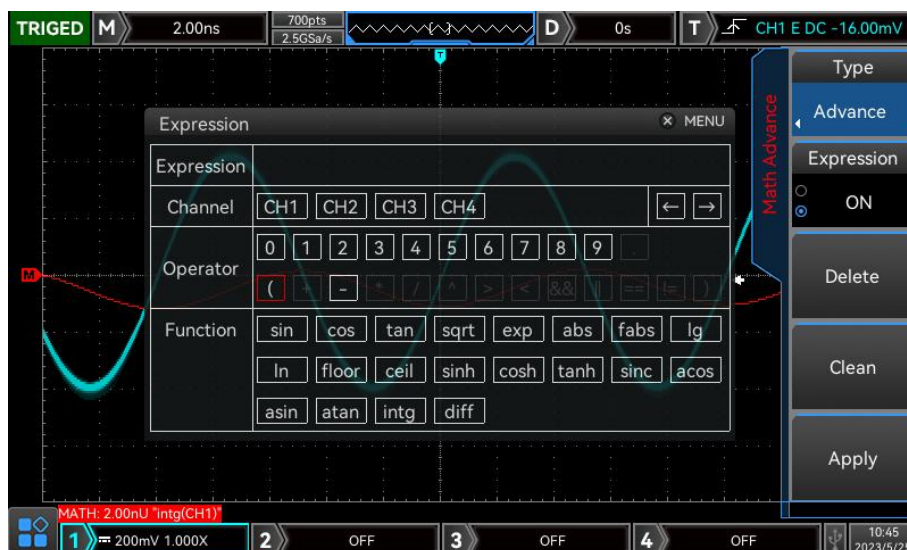 TRIGED M 2.00ns 700pts 2.5GSa/s D 0s T CH1 E DC -16.00mV
T
Type
Advance
Math Advance
Expression
ON
Delete
Clean
Apply
Expression × MENU
Expression
Channel CH1 CH2 CH3 CH4 ← →
Operator
0 1 2 3 4 5 6 7 8 9 .
( + - * / ^ > < && || == != )
Function
sin cos tan sqrt exp abs fabs lg
ln floor ceil sinh cosh tanh sinc acos
asin atan intg diff
M
MATH: 2.00nU "intg(CH1)"
1 200mV 1.000X 2 OFF 3 OFF 4 OFF 10:45